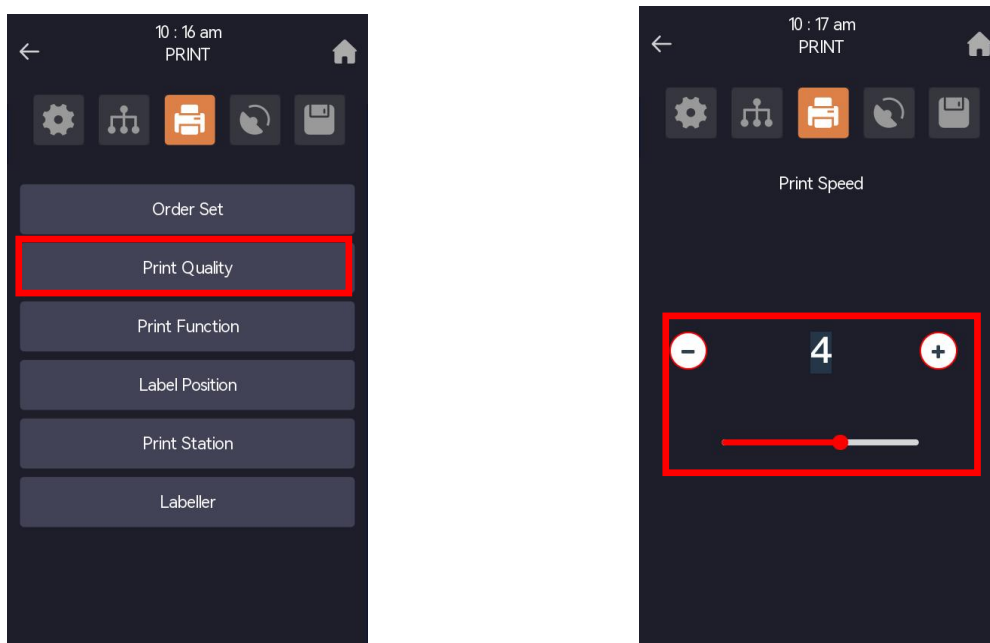 10 : 16 am
PRINT
Order Set
Print Quality
Print Function
Label Position
Print Station
Labeller
10 : 17 am
PRINT
Print Speed
4